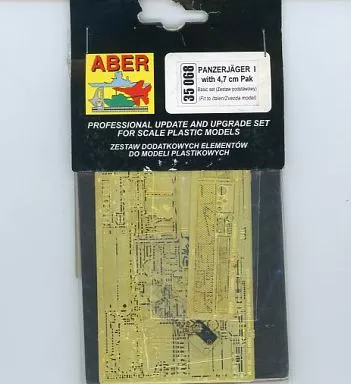 ABER
35 068
PANZERJÄGER I
with 4,7 cm Pak
Basic set (Zestaw podstawowy)
(Fit to Italeri/Zvezda model)
PROFESSIONAL UPDATE AND UPGRADE SET
FOR SCALE PLASTIC MODELS
ZESTAW DODATKOWYCH ELEMENTÓW
DO MODELI PLASTIKOWYCH